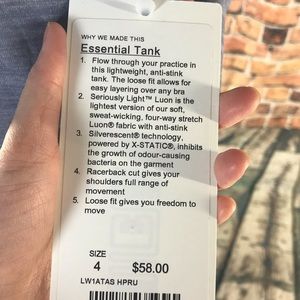 WHY WE MADE THIS
Essential Tank
1. Flow through your practice in
this lightweight, anti-stink
tank. The loose fit allows for
easy layering over any bra
2. Seriously Light™ Luon is the
lightest version of our soft,
sweat-wicking, four-way stretch
Luon® fabric with anti-stink
3. Silverescent® technology,
powered by X-STATIC®, inhibits
the growth of odour-causing
bacteria on the garment
4. Racerback cut gives your
shoulders full range of
movement
5. Loose fit gives you freedom to
move
SIZE
4 $58.00
LW1ATAS HPRU